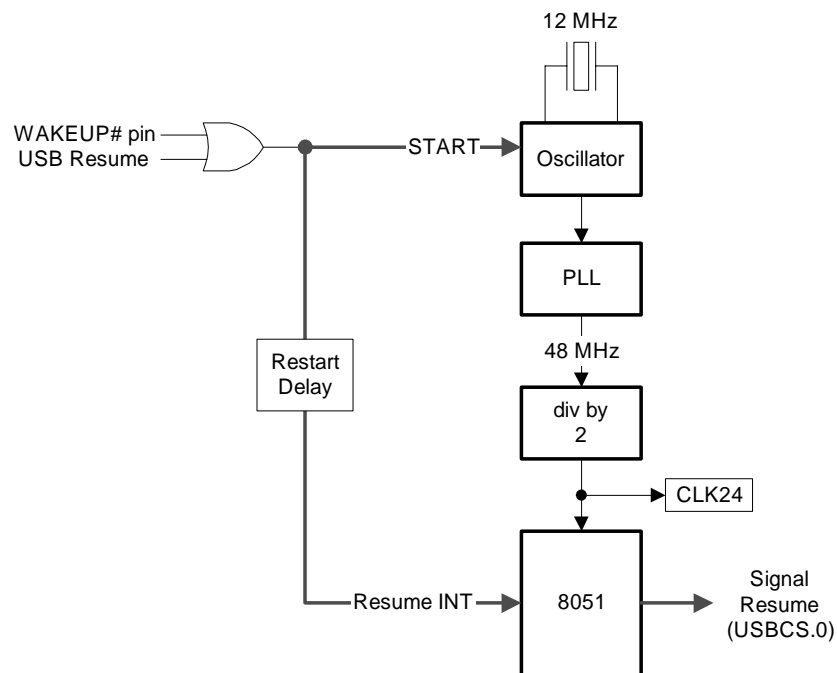 12 MHz
WAKEUP# pin
USB Resume
START
Oscillator
PLL
48 MHz
Restart
Delay
div by
2
CLK24
Resume INT
8051
Signal
Resume
(USBCS.0)